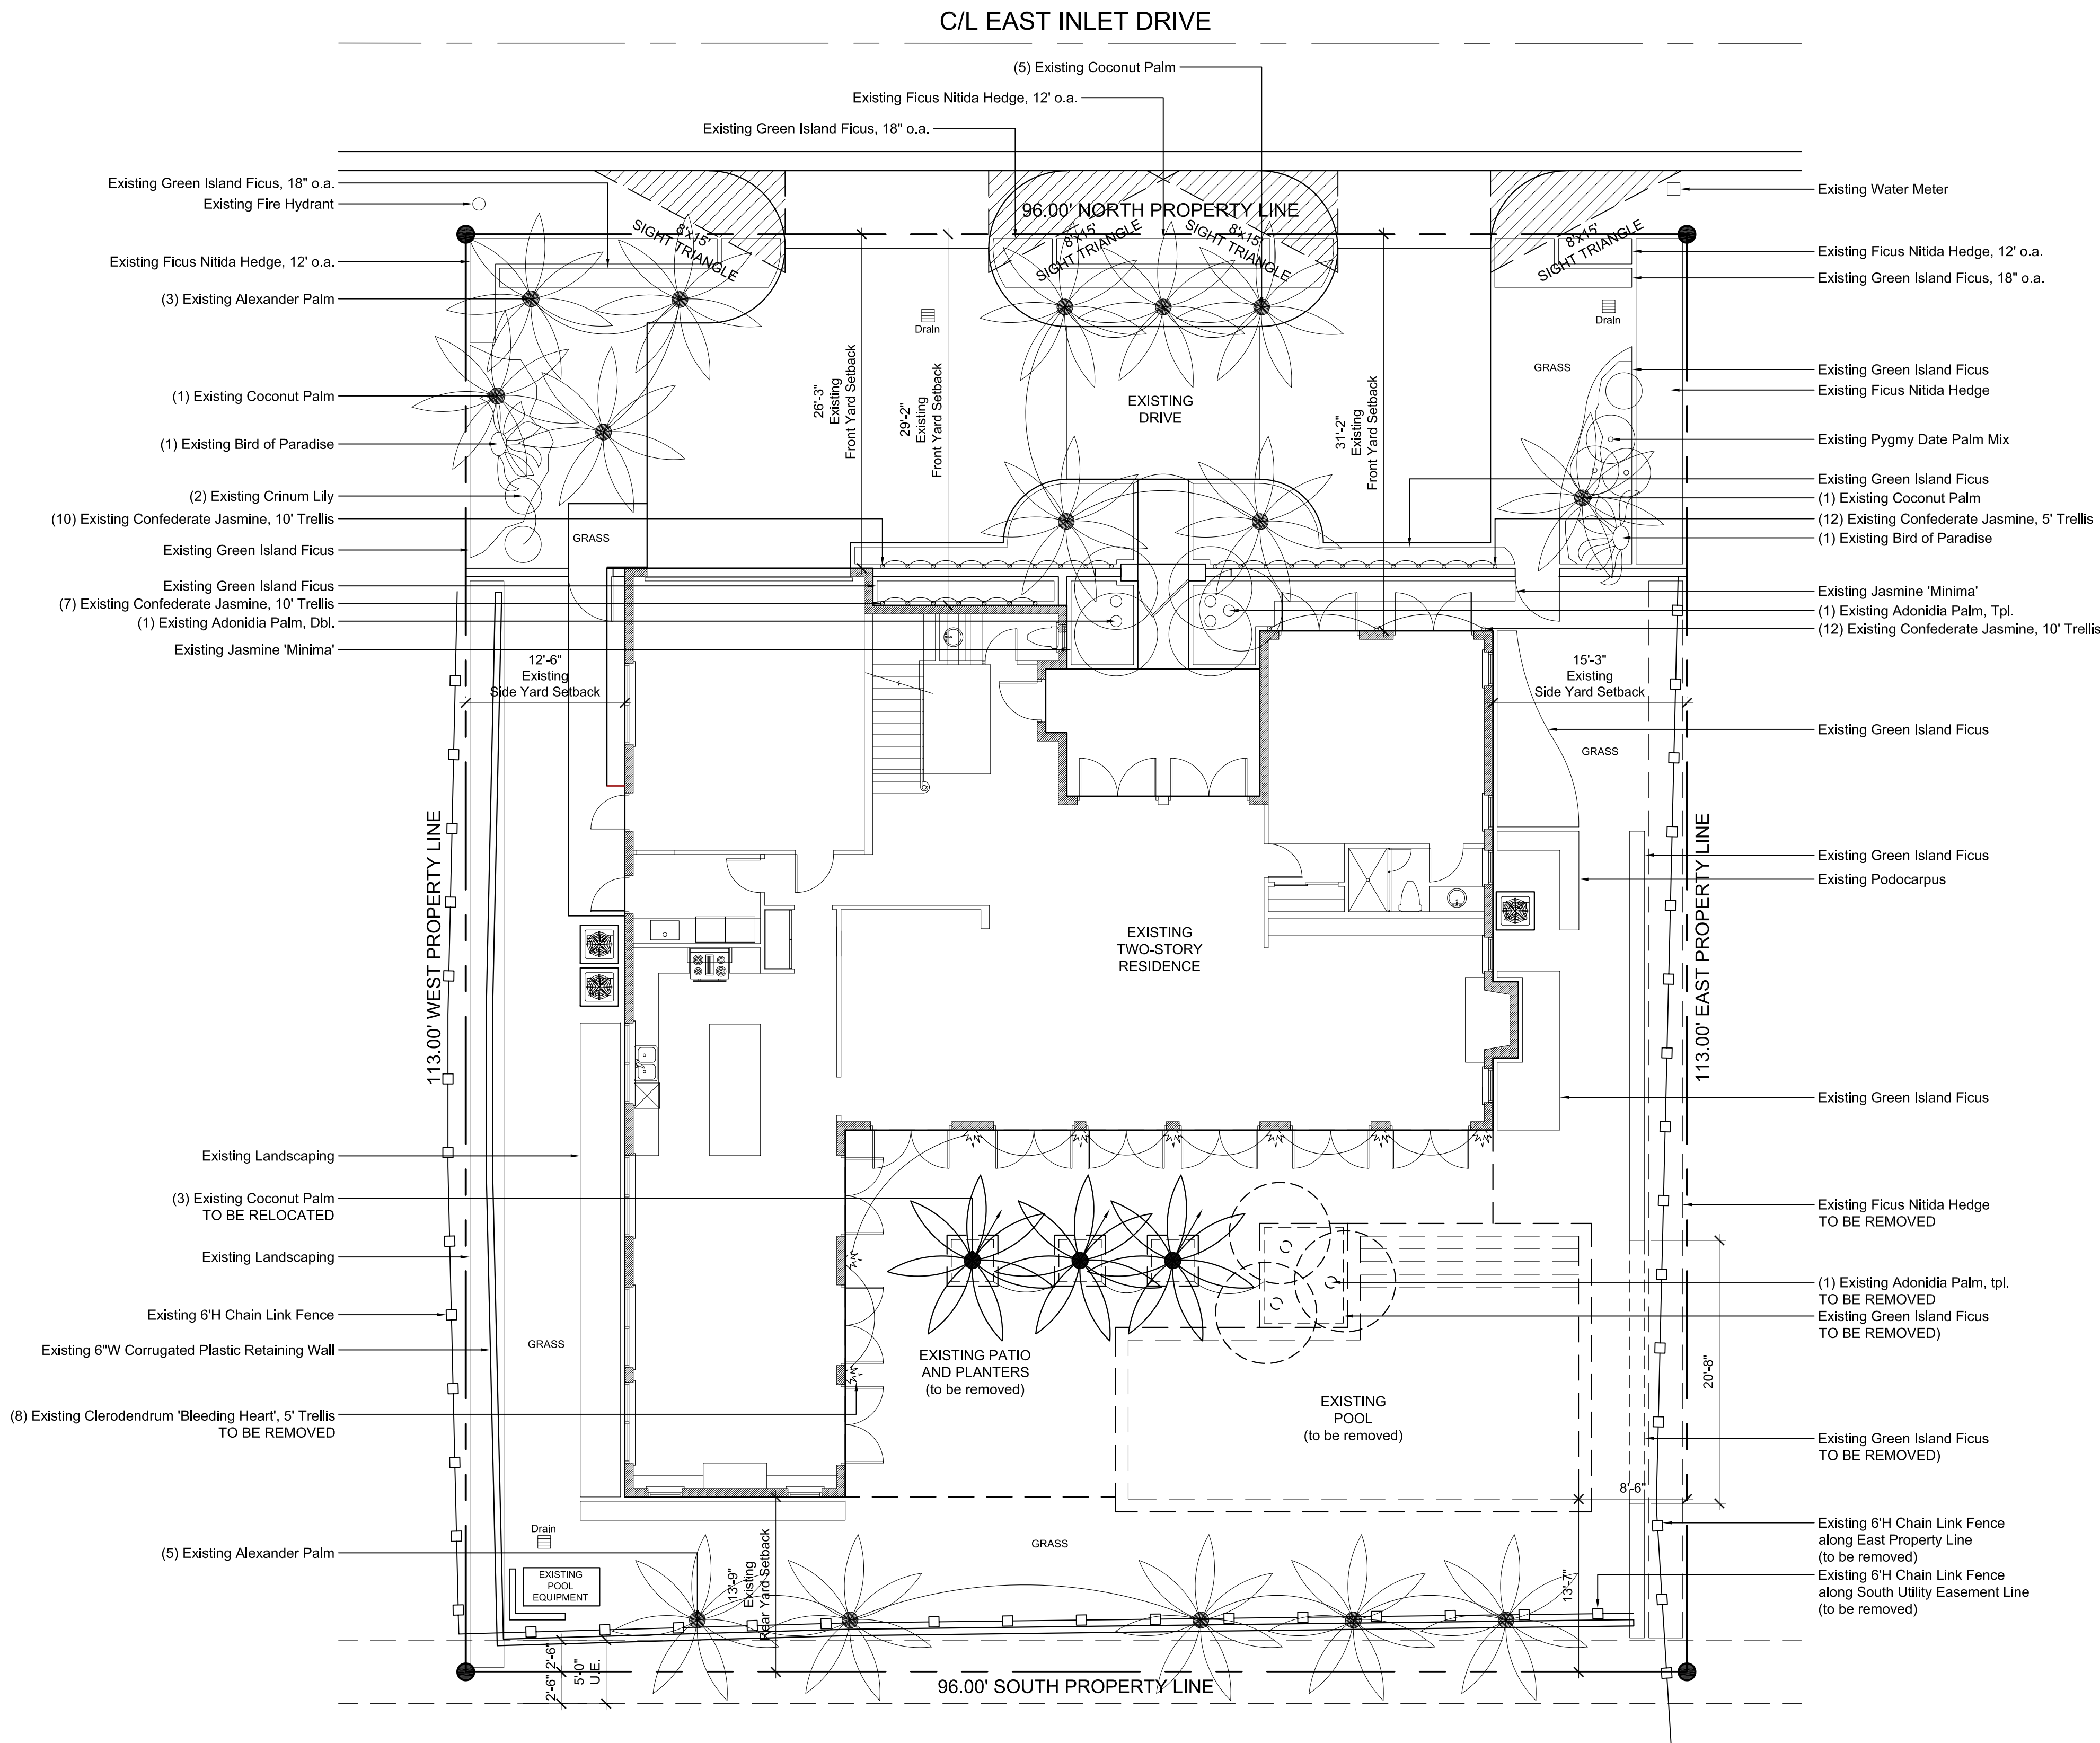 C/L EAST INLET DRIVE
(5) Existing Coconut Palm
Existing Ficus Nitida Hedge, 12' o.a.
Existing Green Island Ficus, 18" o.a.
Existing Green Island Ficus, 18" o.a.
Existing Fire Hydrant
Existing Ficus Nitida Hedge, 12' o.a.
(3) Existing Alexander Palm
(1) Existing Coconut Palm
(1) Existing Bird of Paradise
(2) Existing Crinum Lily
(10) Existing Confederate Jasmine, 10' Trellis
Existing Green Island Ficus
Existing Green Island Ficus
(7) Existing Confederate Jasmine, 10' Trellis
(1) Existing Adonidia Palm, Dbl.
Existing Jasmine 'Minima'
Existing Landscaping
(3) Existing Coconut Palm
TO BE RELOCATED
Existing Landscaping
Existing 6'H Chain Link Fence
Existing 6"W Corrugated Plastic Retaining Wall
(8) Existing Clerodendrum 'Bleeding Heart', 5' Trellis
TO BE REMOVED
(5) Existing Alexander Palm
96.00' NORTH PROPERTY LINE
8'x15'
SIGHT TRIANGLE
8'x15'
SIGHT TRIANGLE
8'x15'
SIGHT TRIANGLE
8'x15'
SIGHT TRIANGLE
Drain
Drain
GRASS
26'-3"
Existing
Front Yard Setback
29'-2"
Existing
Front Yard Setback
EXISTING
DRIVE
31'-2"
Existing
Front Yard Setback
GRASS
12'-6"
Existing
Side Yard Setback
15'-3"
Existing
Side Yard Setback
GRASS
113.00' WEST PROPERTY LINE
113.00' EAST PROPERTY LINE
EXIST
A/C-1
EXIST
A/C-2
EXIST
A/C-3
EXISTING
TWO-STORY
RESIDENCE
GRASS
EXISTING PATIO
AND PLANTERS
(to be removed)
EXISTING
POOL
(to be removed)
20'-8"
8'-6"
Drain
EXISTING
POOL
EQUIPMENT
13'-9"
Existing
Rear Yard Setback
GRASS
13'-7"
2'-6"
2'-6"
5'-0"
U.E.
96.00' SOUTH PROPERTY LINE
Existing Water Meter
Existing Ficus Nitida Hedge, 12' o.a.
Existing Green Island Ficus, 18" o.a.
Existing Green Island Ficus
Existing Ficus Nitida Hedge
Existing Pygmy Date Palm Mix
Existing Green Island Ficus
(1) Existing Coconut Palm
(12) Existing Confederate Jasmine, 5' Trellis
(1) Existing Bird of Paradise
Existing Jasmine 'Minima'
(1) Existing Adonidia Palm, Tpl.
(12) Existing Confederate Jasmine, 10' Trellis
Existing Green Island Ficus
Existing Green Island Ficus
Existing Podocarpus
Existing Green Island Ficus
Existing Ficus Nitida Hedge
TO BE REMOVED
(1) Existing Adonidia Palm, tpl.
TO BE REMOVED
Existing Green Island Ficus
TO BE REMOVED)
Existing Green Island Ficus
TO BE REMOVED)
Existing 6'H Chain Link Fence
along East Property Line
(to be removed)
Existing 6'H Chain Link Fence
along South Utility Easement Line
(to be removed)